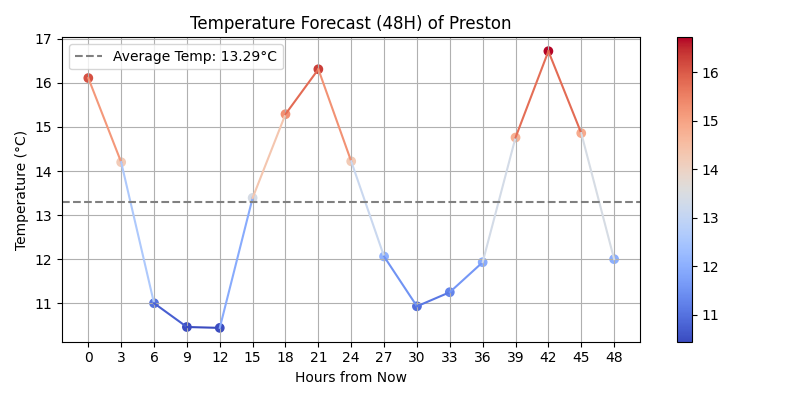 Temperature Forecast (48H) of Preston
Average Temp: 13.29°C
Temperature (°C)
17
16
15
14
13
12
11
0 3 6 9 12 15 18 21 24 27 30 33 36 39 42 45 48
Hours from Now
16
15
14
13
12
11